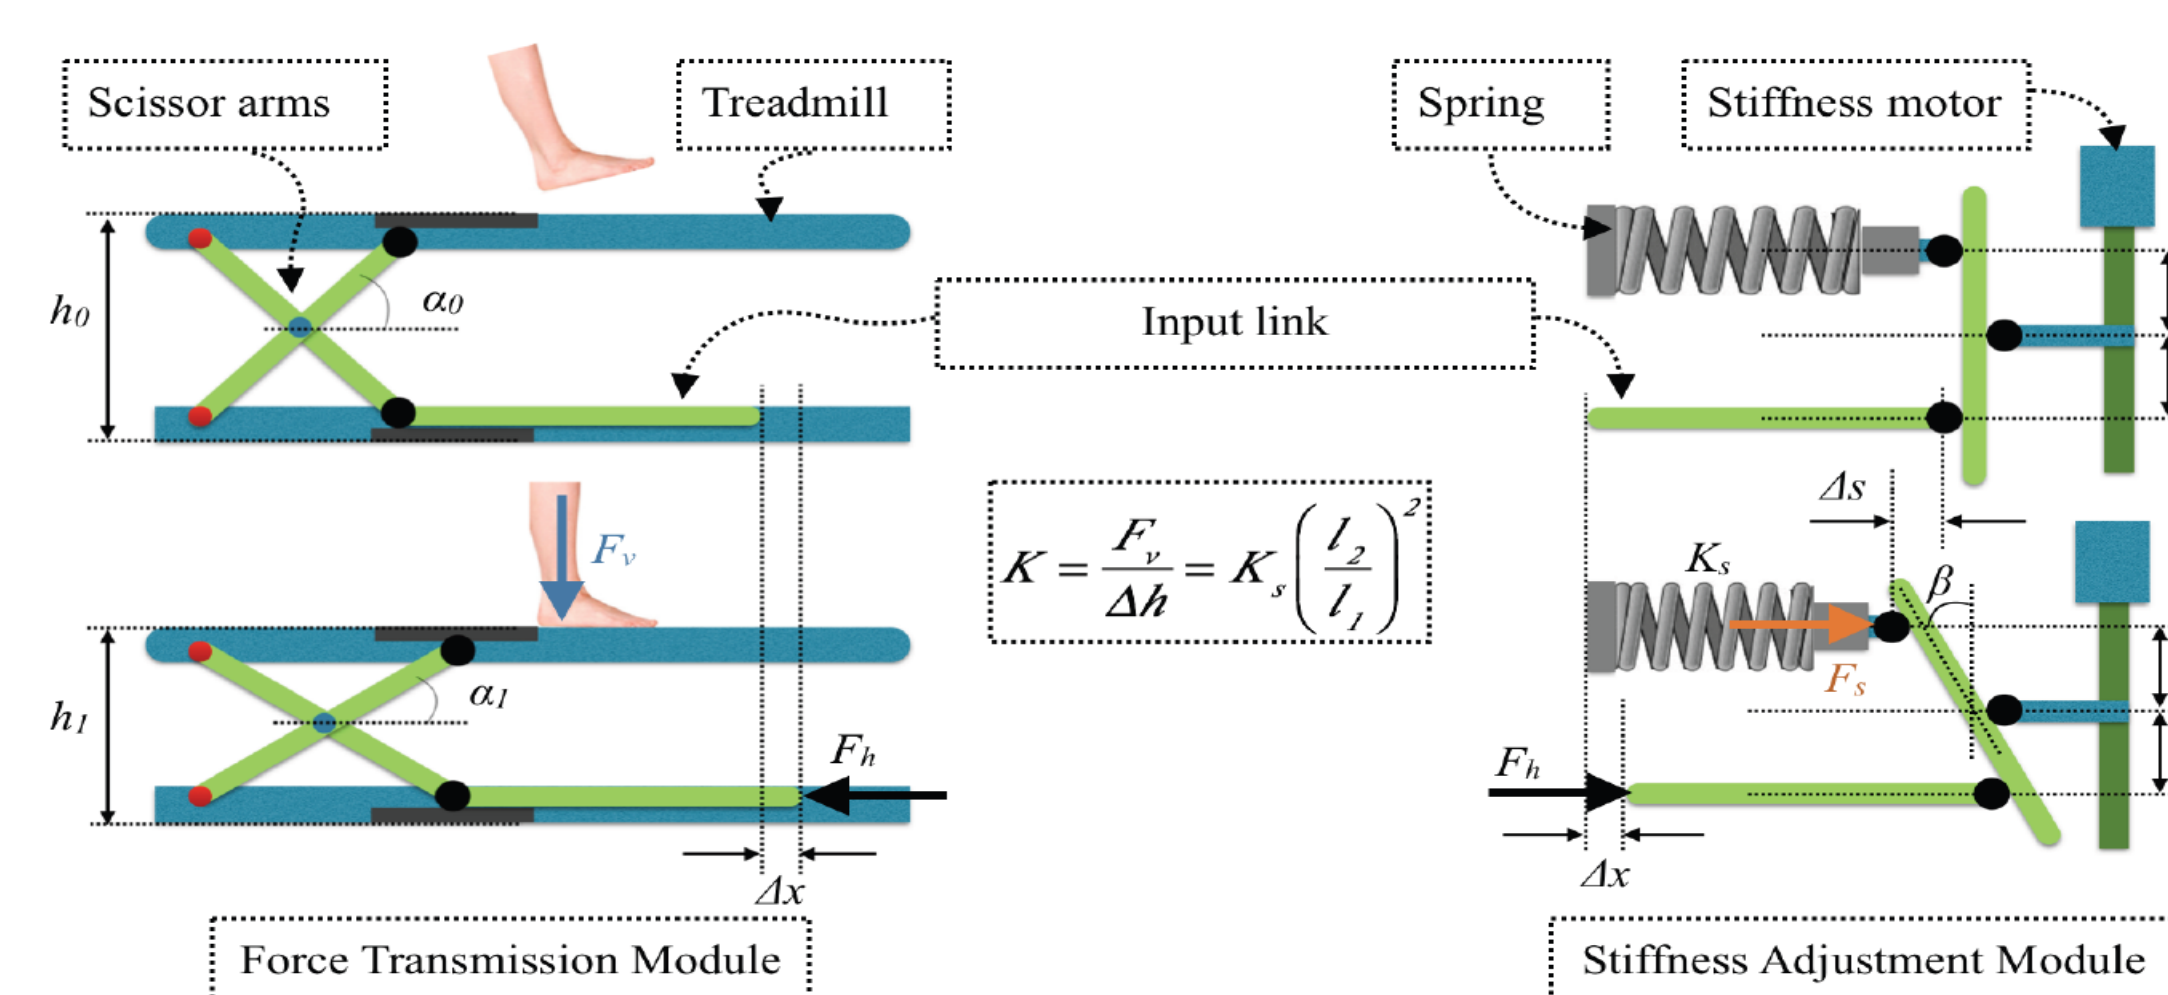 Scissor arms
Treadmill
Spring
Stiffness motor
h0
α0
Input link
Δs
Fv
K = Fv/Δh = Ks (l2/l1)^2
Ks
β
Fs
h1
α1
Fh
Fh
Δx
Δx
Force Transmission Module
Stiffness Adjustment Module